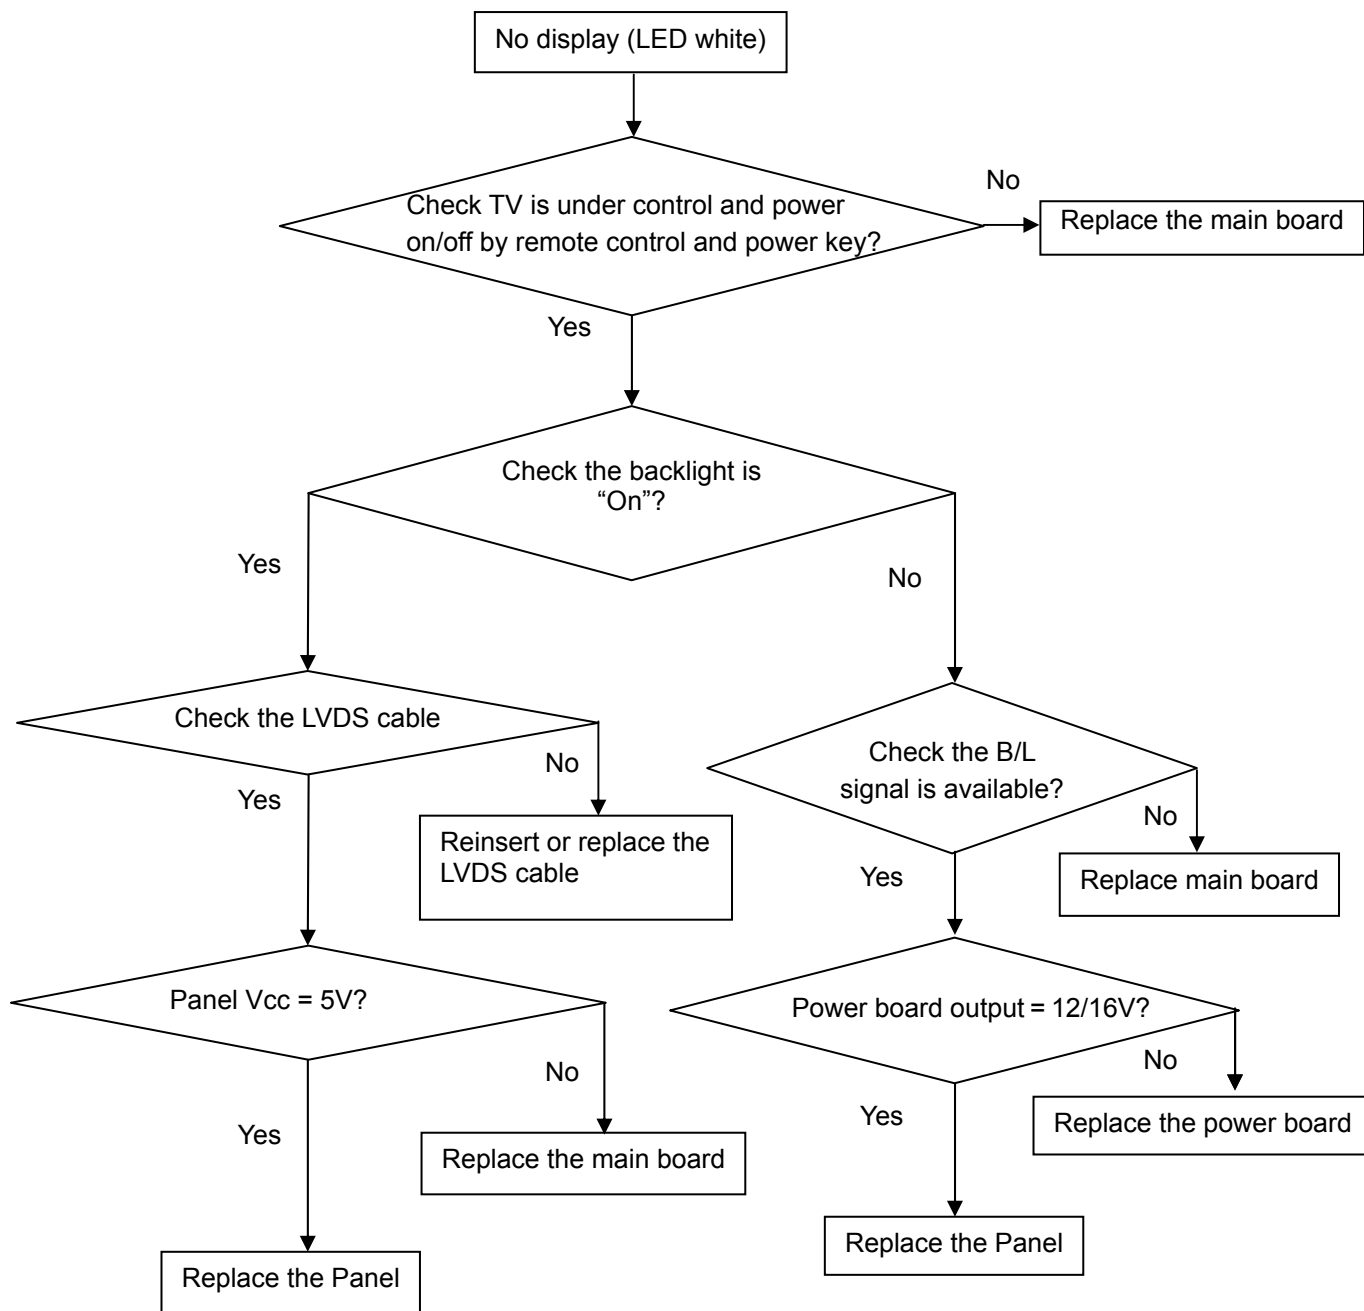 No display (LED white)
Check TV is under control and power
on/off by remote control and power key?
No
Replace the main board
Yes
Check the backlight is
“On”?
Yes
No
Check the LVDS cable
No
Yes
Reinsert or replace the
LVDS cable
Check the B/L
signal is available?
No
Yes
Replace main board
Panel Vcc = 5V?
No
Yes
Replace the main board
Replace the Panel
Power board output = 12/16V?
No
Yes
Replace the power board
Replace the Panel